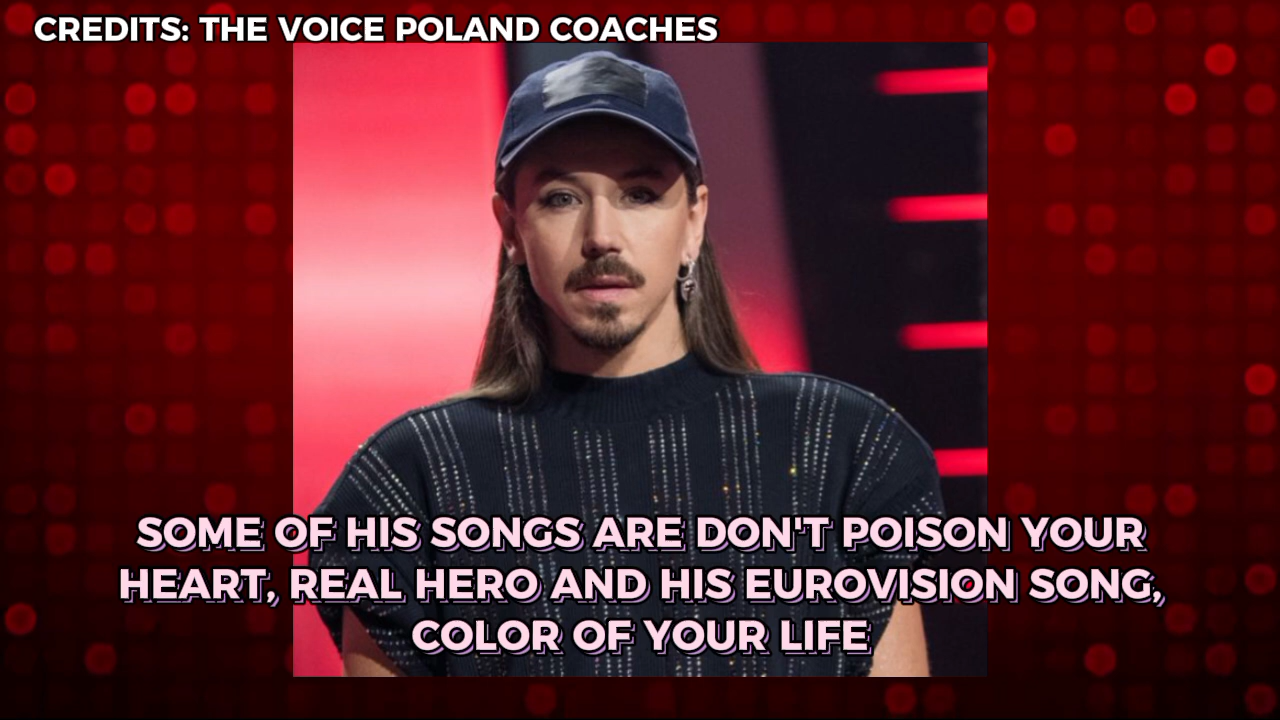 CREDITS: THE VOICE POLAND COACHES
SOME OF HIS SONGS ARE DON'T POISON YOUR
HEART, REAL HERO AND HIS EUROVISION SONG,
COLOR OF YOUR LIFE